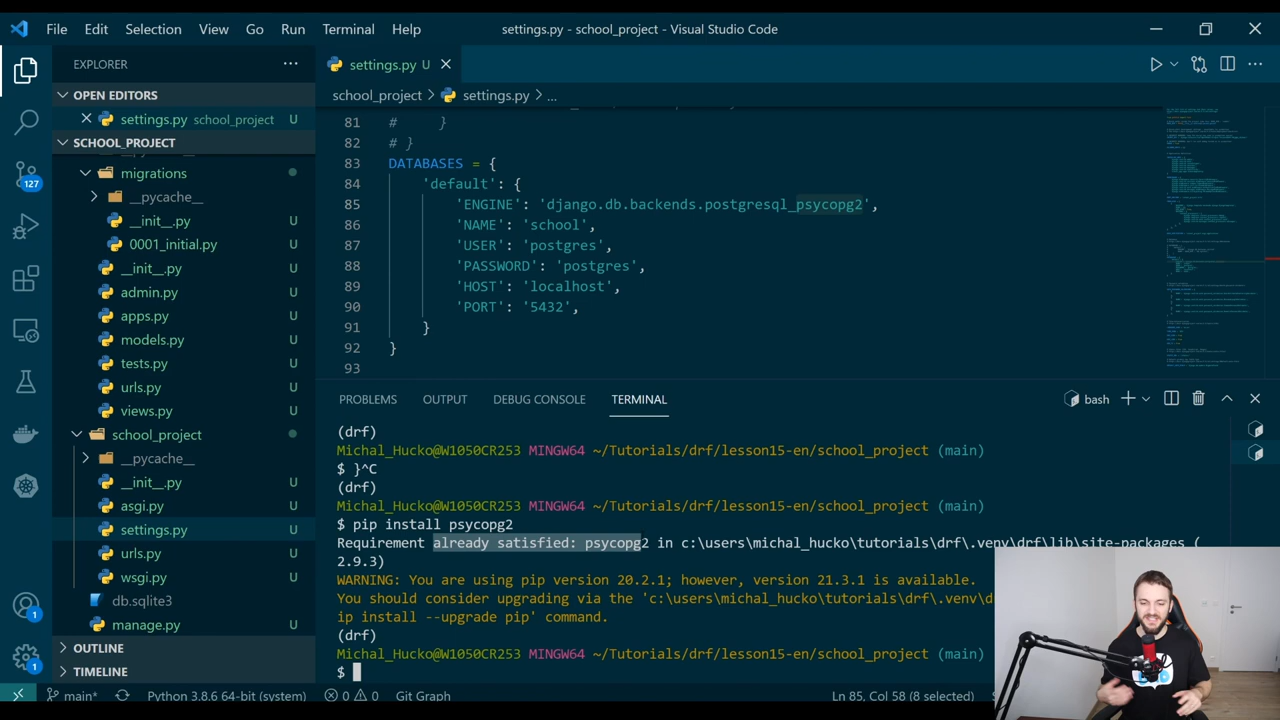 File Edit Selection View Go Run Terminal Help settings.py - school_project - Visual Studio Code
EXPLORER
OPEN EDITORS
settings.py school_project U
SCHOOL_PROJECT
migrations
__pycache__
__init__.py U
0001_initial.py U
__init__.py U
admin.py U
apps.py U
models.py U
tests.py U
urls.py U
views.py U
school_project
__pycache__
__init__.py U
asgi.py U
settings.py U
urls.py U
wsgi.py U
db.sqlite3 U
manage.py U
OUTLINE
TIMELINE
127
1
1
settings.py U
school_project > settings.py > ...
81 # }
82 # }
83 DATABASES = {
84 'default': {
85 'ENGINE': 'django.db.backends.postgresql_psycopg2',
86 'NAME': 'school',
87 'USER': 'postgres',
88 'PASSWORD': 'postgres',
89 'HOST': 'localhost',
90 'PORT': '5432',
91 }
92 }
93
PROBLEMS OUTPUT DEBUG CONSOLE TERMINAL bash
(drf)
Michal_Hucko@W1050CR253 MINGW64 ~/Tutorials/drf/lesson15-en/school_project (main)
$ }^C
(drf)
Michal_Hucko@W1050CR253 MINGW64 ~/Tutorials/drf/lesson15-en/school_project (main)
$ pip install psycopg2
Requirement already satisfied: psycopg2 in c:\users\michal_hucko\tutorials\drf\.venv\drf\lib\site-packages (
2.9.3)
WARNING: You are using pip version 20.2.1; however, version 21.3.1 is available.
You should consider upgrading via the 'c:\users\michal_hucko\tutorials\drf\.venv\d
ip install --upgrade pip' command.
(drf)
Michal_Hucko@W1050CR253 MINGW64 ~/Tutorials/drf/lesson15-en/school_project (main)
$
main* Python 3.8.6 64-bit (system) 0 0 Git Graph Ln 85, Col 58 (8 selected)